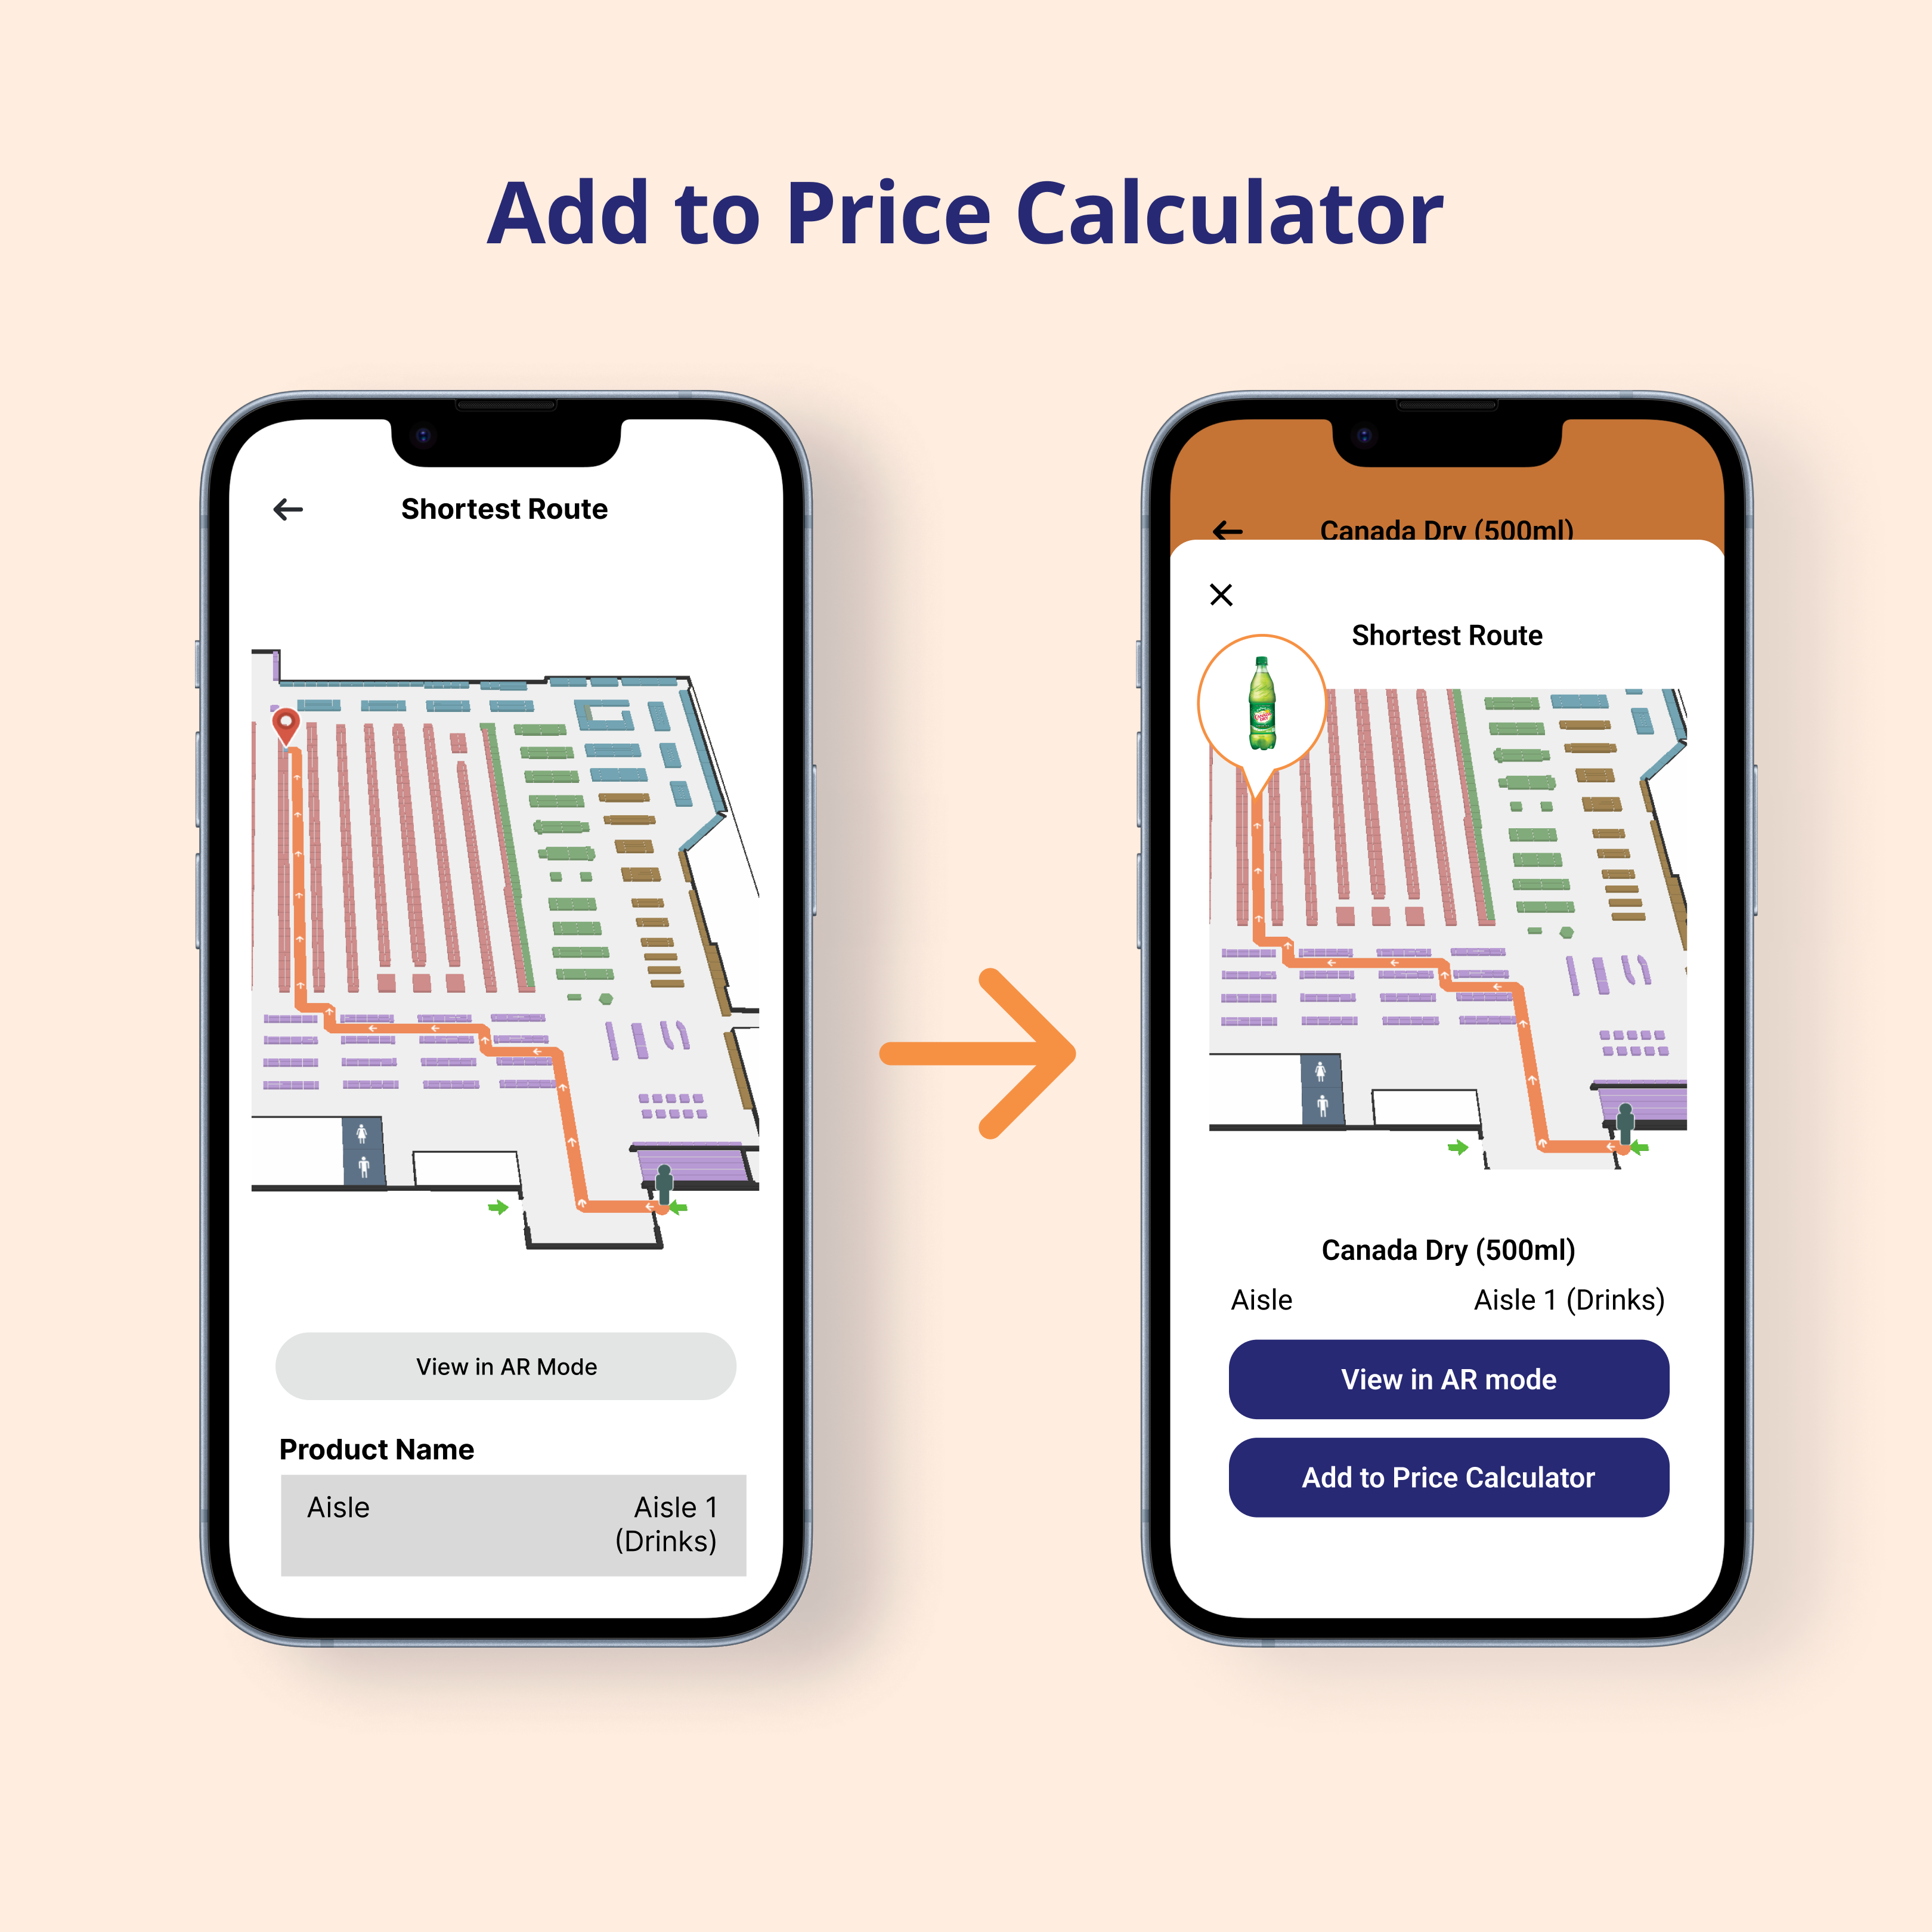 Add to Price Calculator
Shortest Route
View in AR Mode
Product Name
Aisle
Aisle 1
(Drinks)
Canada Dry (500ml)
Shortest Route
Canada Dry (500ml)
Aisle
Aisle 1 (Drinks)
View in AR mode
Add to Price Calculator